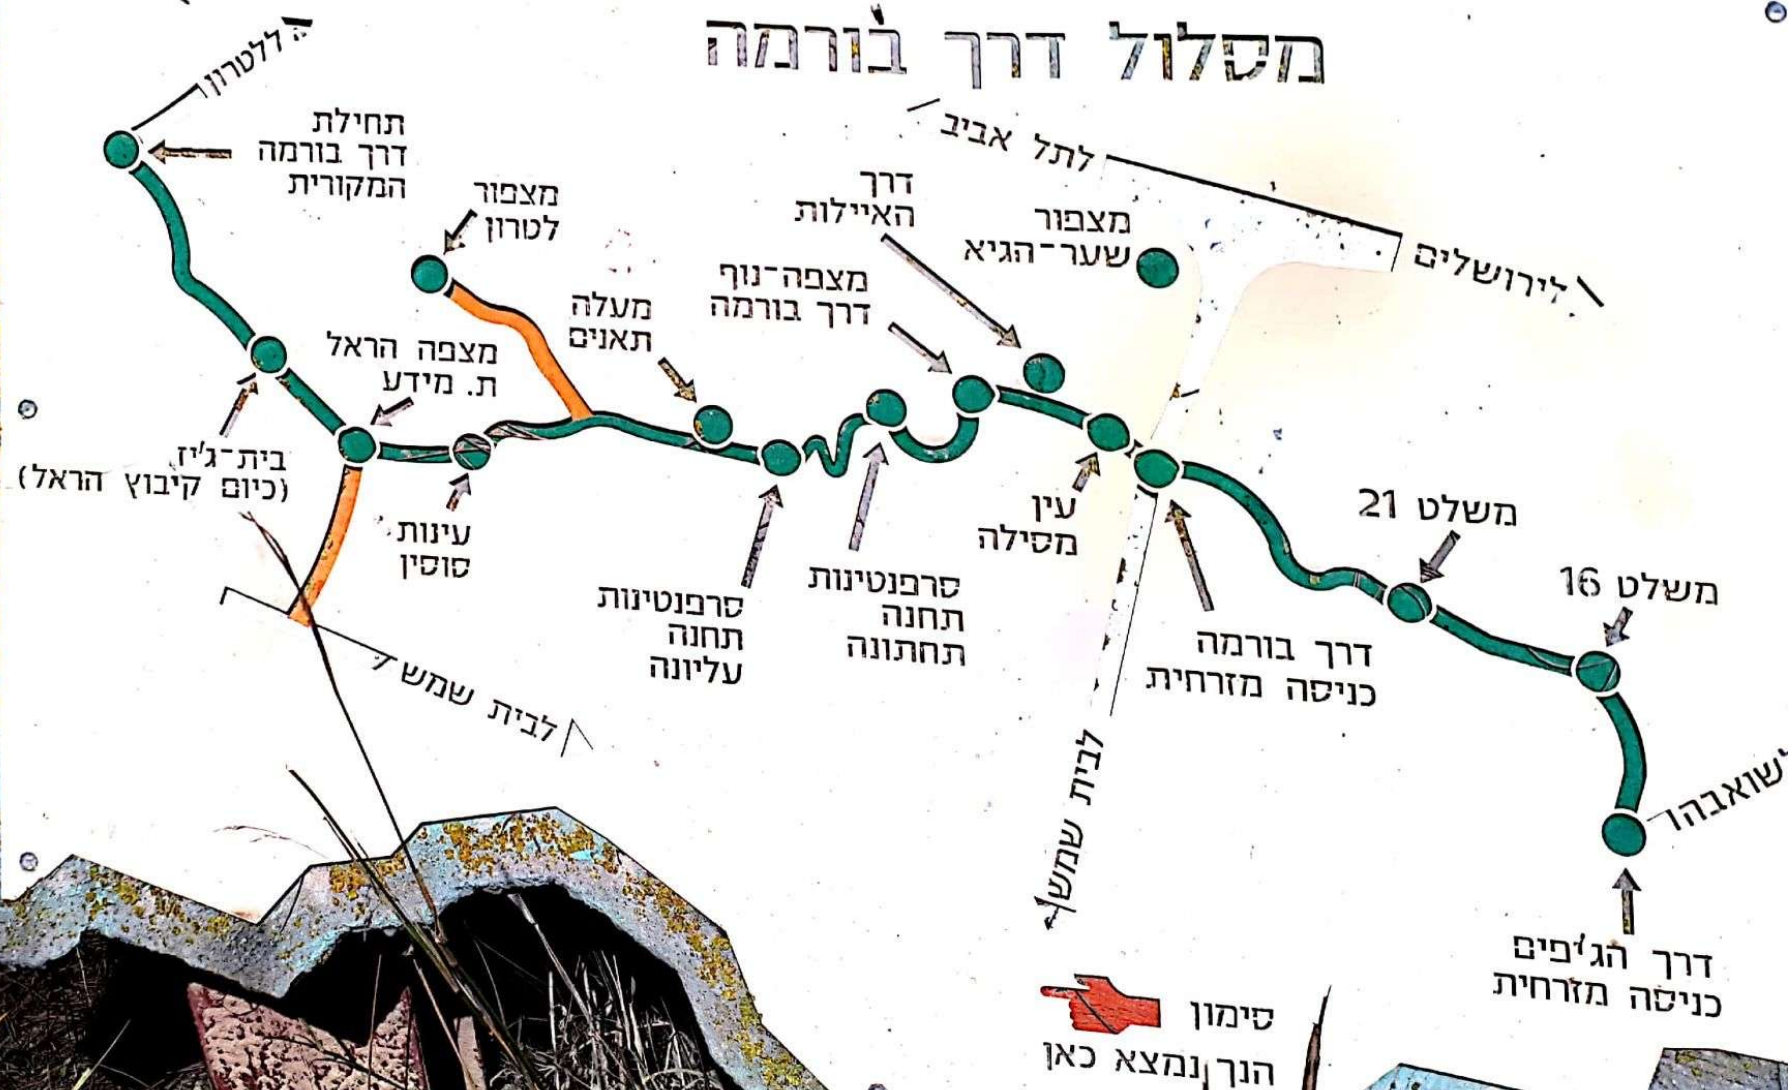 מסלול דרך בורמה
ללטרון
תחילת
דרך בורמה
המקורית
מצפור
לטרון
דרך
האיילות
לתל אביב
מצפור
שער-הגיא
לירושלים
מצפה-נוף
דרך בורמה
מעלה
תאנים
מצפה הראל
ת. מידע
בית-ג'יז
(כיום קיבוץ הראל)
עינות
סוסין
סרפנטינות
תחנה
עליונה
סרפנטינות
תחנה
תחתונה
עין
מסילה
דרך בורמה
כניסה מזרחית
משלט 21
משלט 16
לבית שמש
לבית שמש
לשואבה
דרך הג'יפים
כניסה מזרחית
סימון
הנך נמצא כאן